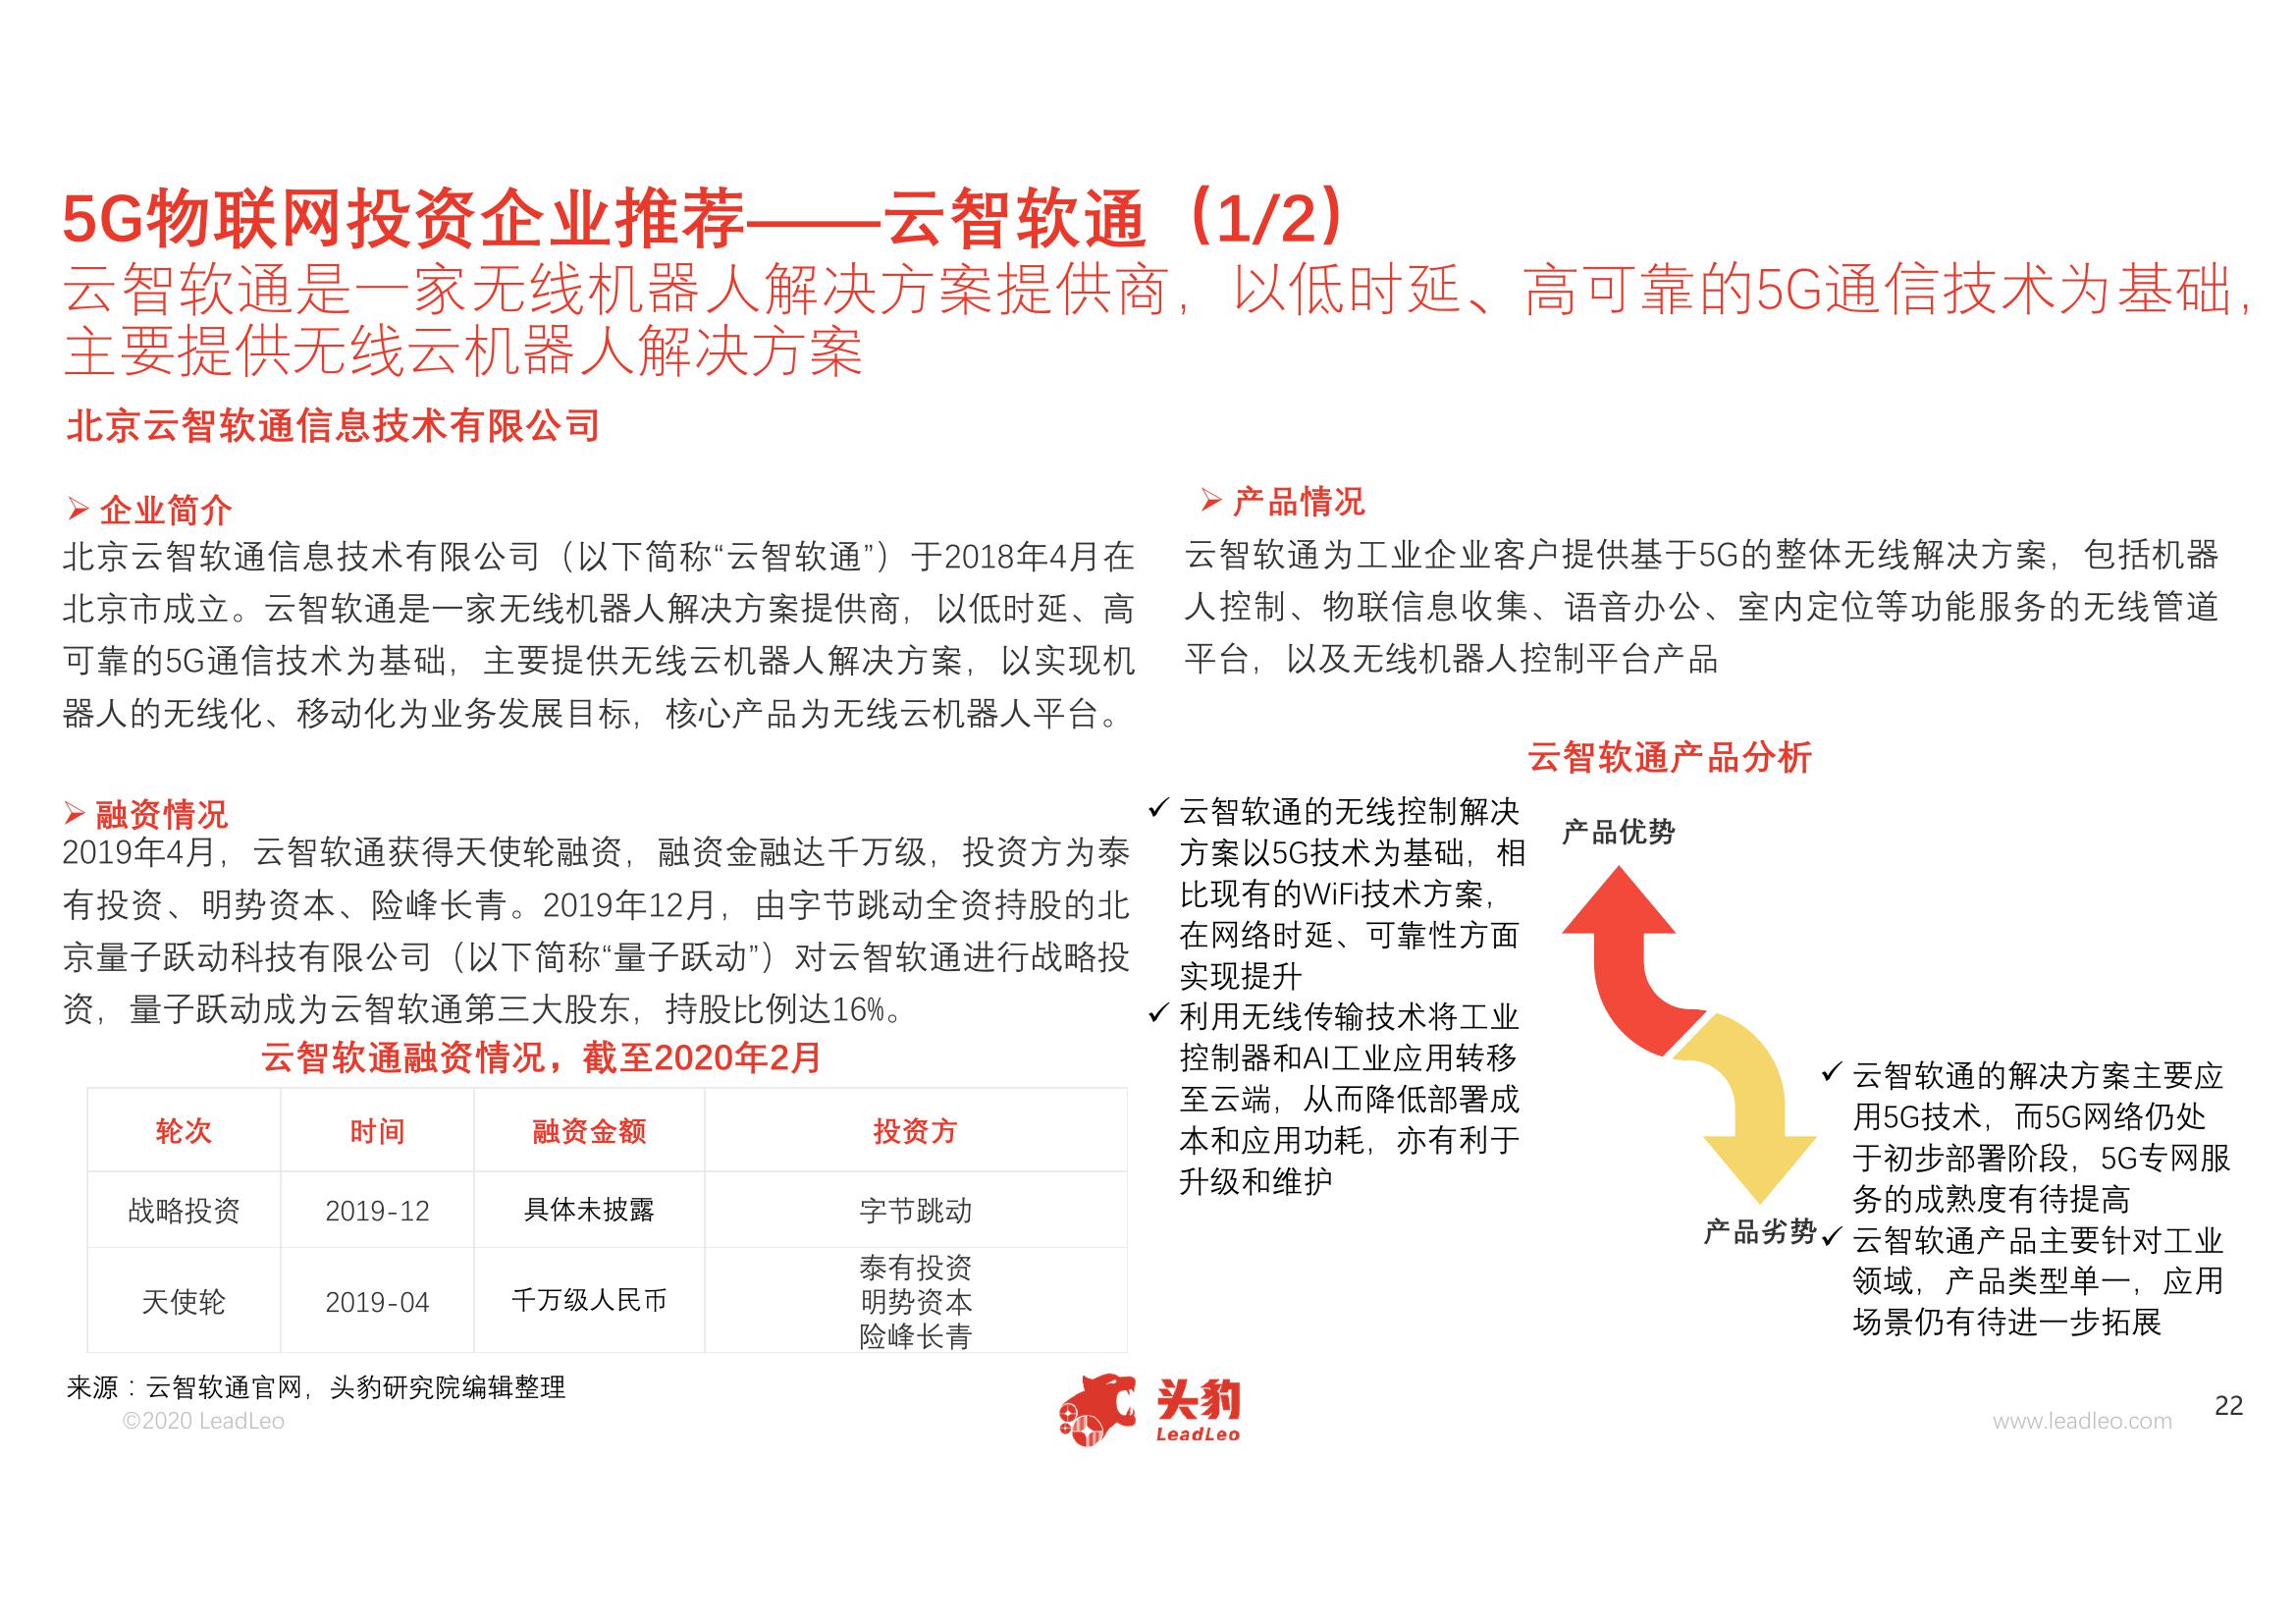 5G物联网投资企业推荐——云智软通（1/2）
云智软通是一家无线机器人解决方案提供商，以低时延、高可靠的5G通信技术为基础，
主要提供无线云机器人解决方案
北京云智软通信息技术有限公司
企业简介
北京云智软通信息技术有限公司（以下简称“云智软通”）于2018年4月在
北京市成立。云智软通是一家无线机器人解决方案提供商，以低时延、高
可靠的5G通信技术为基础，主要提供无线云机器人解决方案，以实现机
器人的无线化、移动化为业务发展目标，核心产品为无线云机器人平台。
融资情况
2019年4月，云智软通获得天使轮融资，融资金融达千万级，投资方为泰
有投资、明势资本、险峰长青。2019年12月，由字节跳动全资持股的北
京量子跃动科技有限公司（以下简称“量子跃动”）对云智软通进行战略投
资，量子跃动成为云智软通第三大股东，持股比例达16%。
云智软通融资情况，截至2020年2月
轮次 时间 融资金额 投资方
战略投资 2019-12 具体未披露 字节跳动
天使轮 2019-04 千万级人民币 泰有投资
明势资本
险峰长青
产品情况
云智软通为工业企业客户提供基于5G的整体无线解决方案，包括机器
人控制、物联信息收集、语音办公、室内定位等功能服务的无线管道
平台，以及无线机器人控制平台产品
云智软通产品分析
✓ 云智软通的无线控制解决
方案以5G技术为基础，相
比现有的WiFi技术方案，
在网络时延、可靠性方面
实现提升
✓ 利用无线传输技术将工业
控制器和AI工业应用转移
至云端，从而降低部署成
本和应用功耗，亦有利于
升级和维护
产品优势
产品劣势
✓ 云智软通的解决方案主要应
用5G技术，而5G网络仍处
于初步部署阶段，5G专网服
务的成熟度有待提高
✓ 云智软通产品主要针对工业
领域，产品类型单一，应用
场景仍有待进一步拓展
来源：云智软通官网，头豹研究院编辑整理
©2020 LeadLeo
头豹
LeadLeo
www.leadleo.com
22